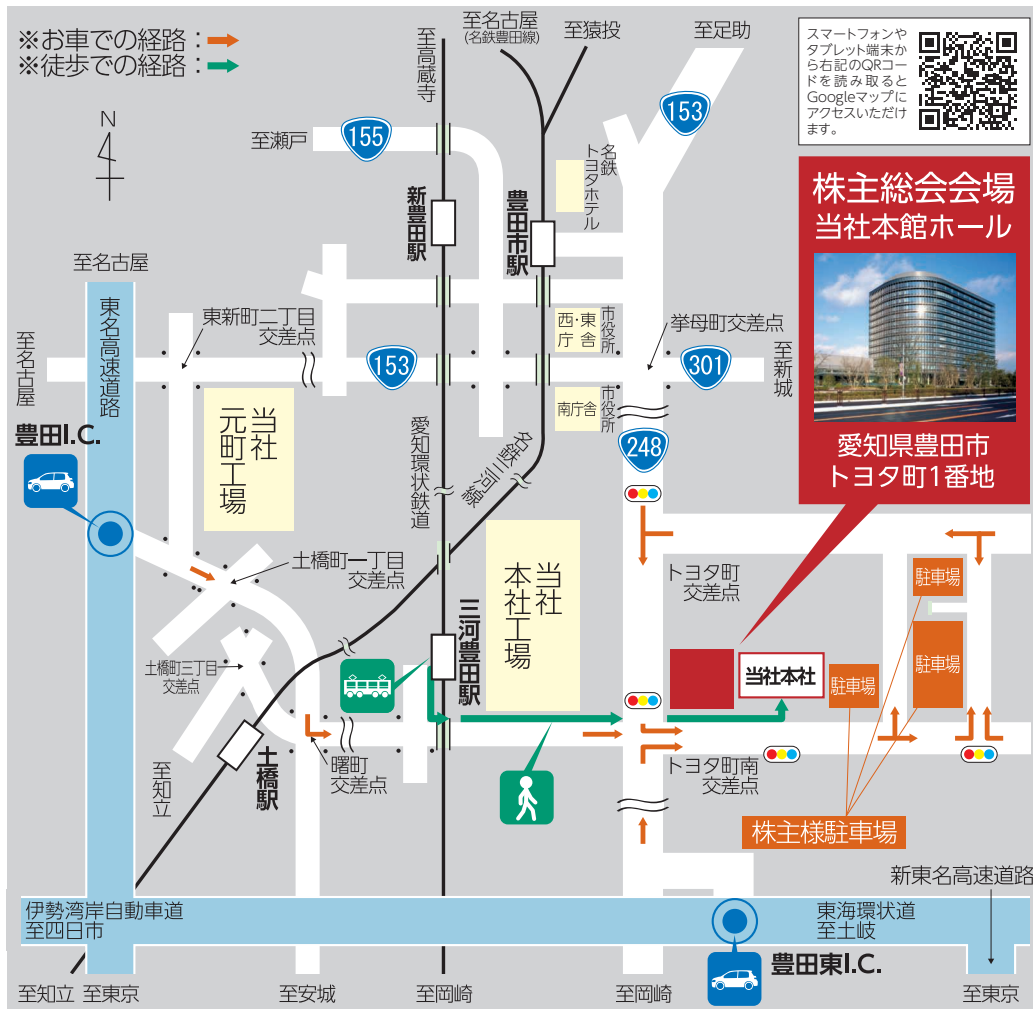 ※お車での経路：
※徒歩での経路：
至高蔵寺
至名古屋
(名鉄豊田線)
至猿投
至足助
スマートフォンや
タブレット端末か
ら右記のQRコー
ドを読み取ると
Googleマップに
アクセスいただけ
ます。
N
至瀬戸
155
153
名鉄
トヨタホテル
新豊田駅
豊田市駅
株主総会会場
当社本館ホール
愛知県豊田市
トヨタ町1番地
至名古屋
東名高速道路
至名古屋
東新町二丁目
交差点
153
西・東
庁舎
市役所
挙母町交差点
301
至新城
南庁舎
市役所
248
豊田I.C.
当社
元町工場
愛知環状鉄道
名鉄三河線
土橋町一丁目
交差点
当社
本社工場
トヨタ町
交差点
駐車場
土橋町三丁目
交差点
三河豊田駅
当社本社
駐車場
駐車場
土橋駅
至知立
曙町
交差点
トヨタ町南
交差点
株主様駐車場
新東名高速道路
伊勢湾岸自動車道
至四日市
東海環状道
至土岐
豊田東I.C.
至知立
至東京
至安城
至岡崎
至岡崎
至東京